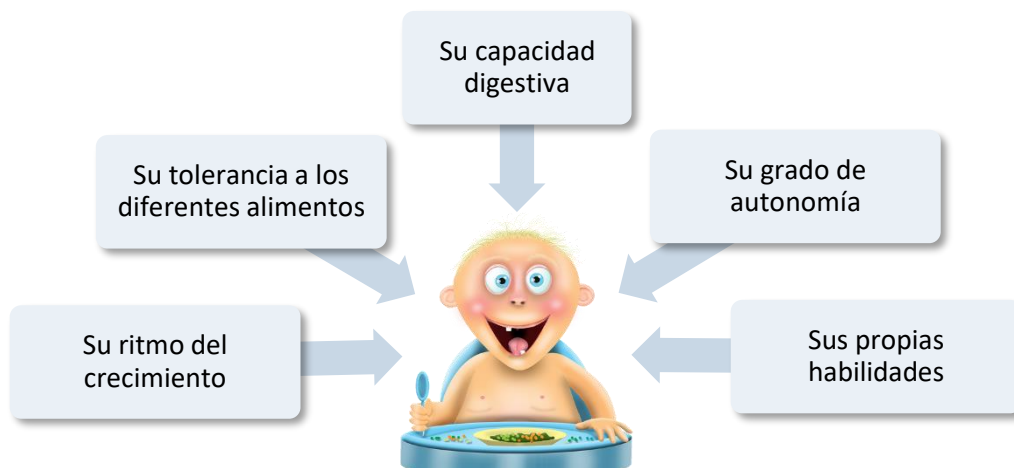 Su capacidad
digestiva
Su tolerancia a los
diferentes alimentos
Su grado de
autonomía
Su ritmo del
crecimiento
Sus propias
habilidades